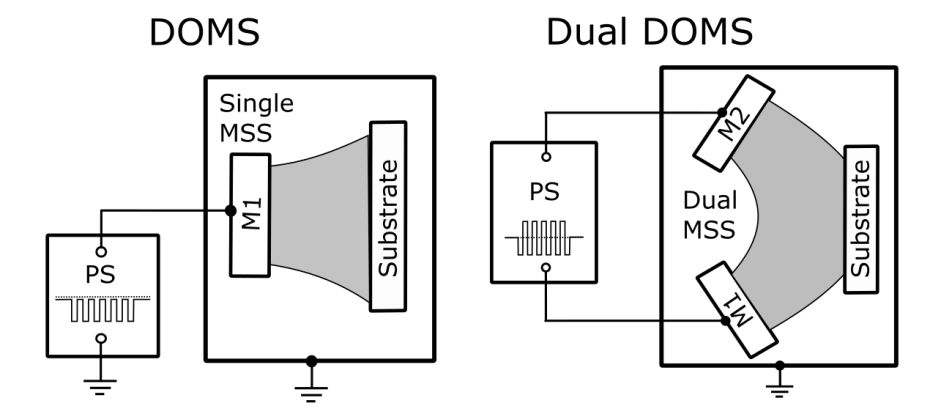 DOMS
Single
MSS
M1
Substrate
PS
Dual DOMS
M2
PS
Dual
MSS
Substrate
M1